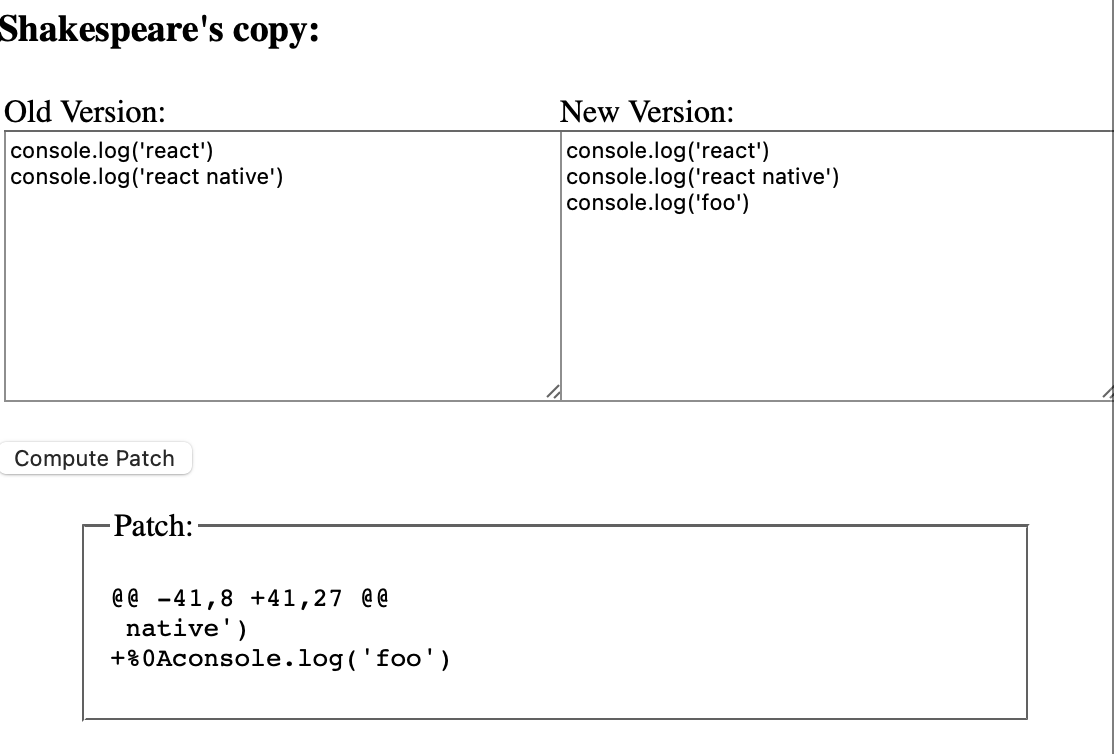 Shakespeare's copy:
Old Version:
New Version:
console.log('react')
console.log('react native')
console.log('react')
console.log('react native')
console.log('foo')
Compute Patch
Patch:
@@ -41,8 +41,27 @@
 native')
+%0Aconsole.log('foo')